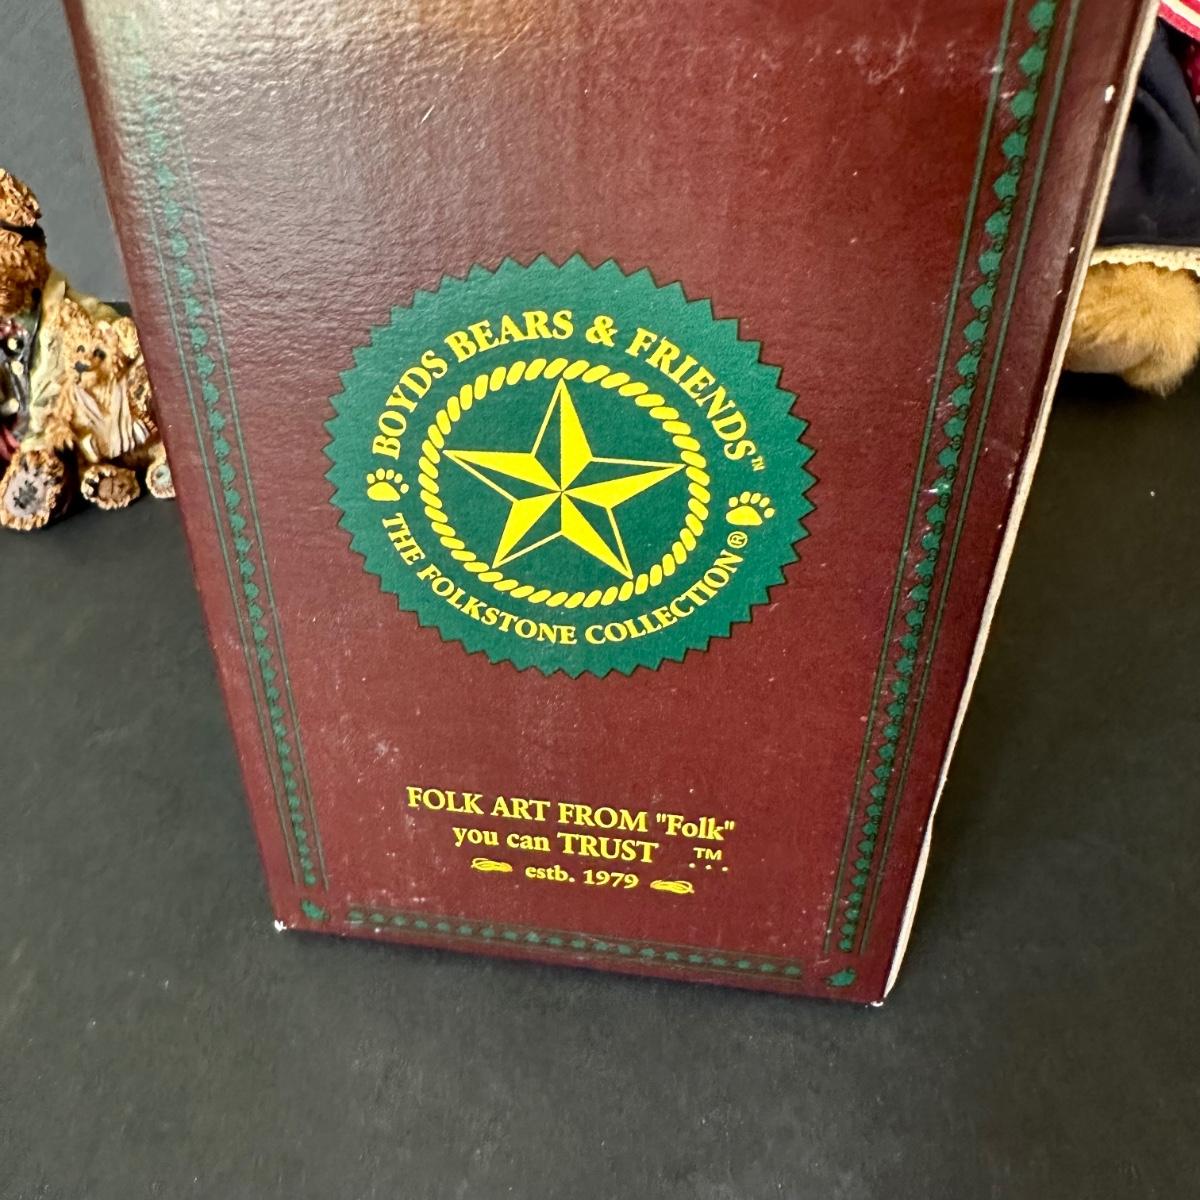 BOYDS BEARS & FRIENDS™
THE FOLKSTONE COLLECTION®
FOLK ART FROM "Folk"
you can TRUST ™...
estb. 1979